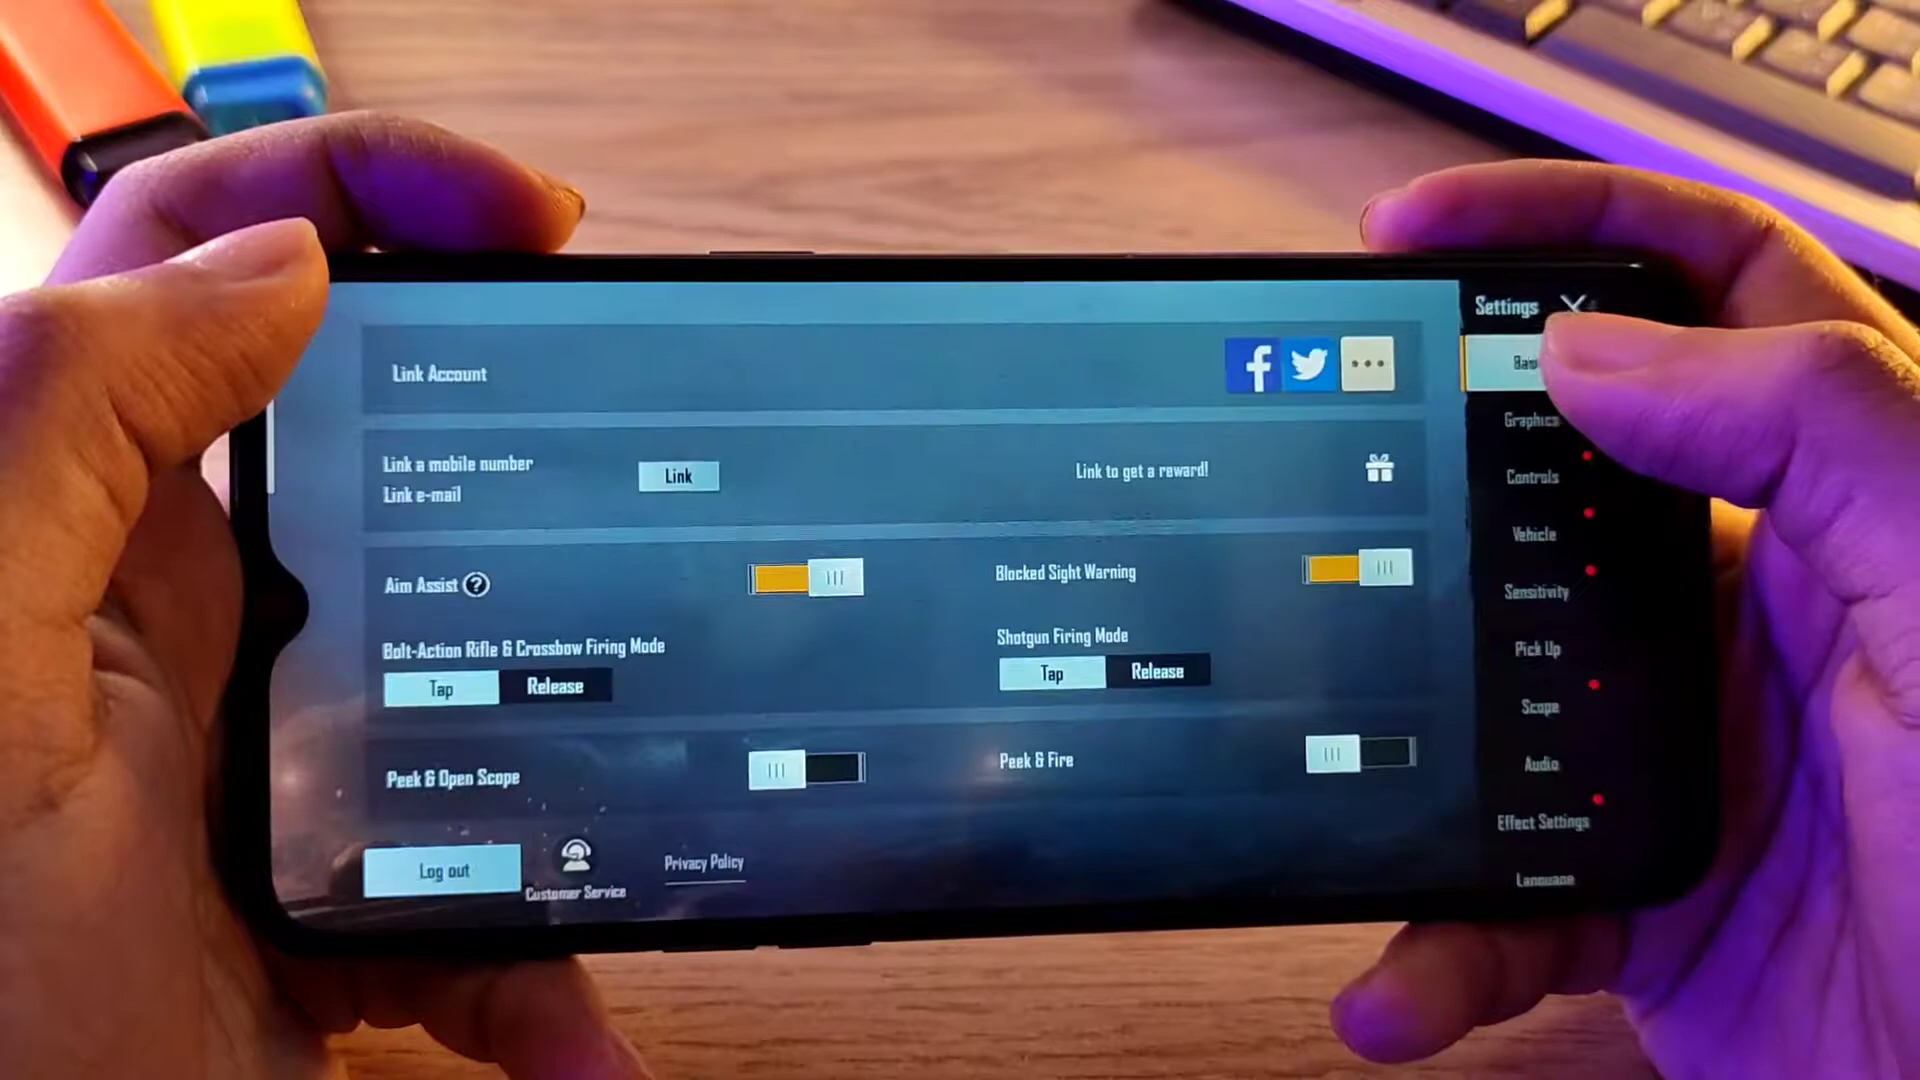 Settings
Link Account
Graphics
Link a mobile number
Link e-mail
Link
Link to get a reward!
Controls
Vehicle
Aim Assist ?
Blocked Sight Warning
Sensitivity
Bolt-Action Rifle & Crossbow Firing Mode
Tap Release
Shotgun Firing Mode
Tap Release
Pick Up
Scope
Peek & Open Scope
Peek & Fire
Audio
Effect Settings
Log out
Customer Service
Privacy Policy
Language